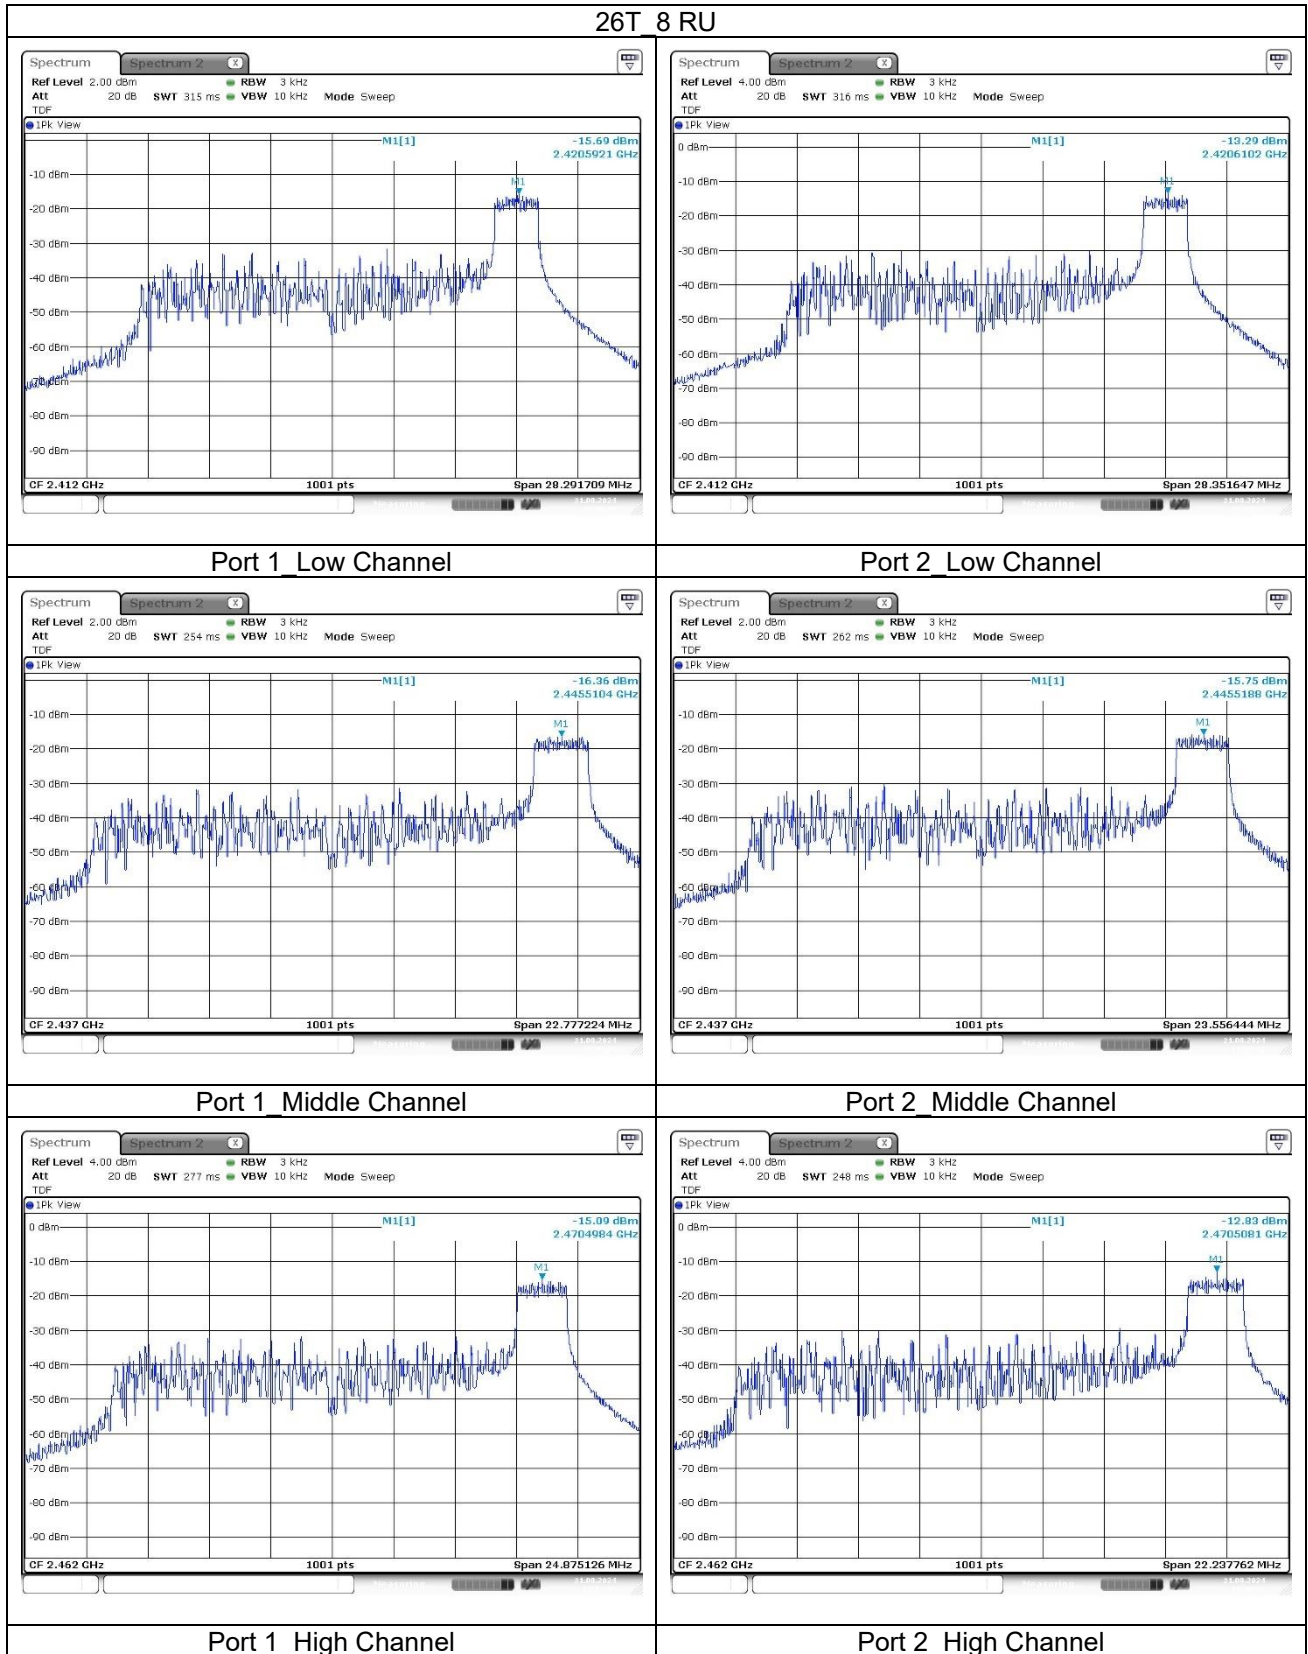 26T_8 RU
Spectrum Spectrum 2 X
Ref Level 2.00 dBm RBW 3 kHz
Att 20 dB SWT 315 ms VBW 10 kHz Mode Sweep
TDF
1Pk View
M1[1] -15.69 dBm
2.4205921 GHz
M1
-10 dBm
-20 dBm
-30 dBm
-40 dBm
-50 dBm
-60 dBm
-70 dBm
-80 dBm
-90 dBm
CF 2.412 GHz 1001 pts Span 28.291709 MHz
Port 1_Low Channel
Spectrum Spectrum 2 X
Ref Level 4.00 dBm RBW 3 kHz
Att 20 dB SWT 316 ms VBW 10 kHz Mode Sweep
TDF
1Pk View
M1[1] -13.29 dBm
0 dBm 2.4206102 GHz
M1
-10 dBm
-20 dBm
-30 dBm
-40 dBm
-50 dBm
-60 dBm
-70 dBm
-80 dBm
-90 dBm
CF 2.412 GHz 1001 pts Span 28.351647 MHz
Port 2_Low Channel
Spectrum Spectrum 2 X
Ref Level 2.00 dBm RBW 3 kHz
Att 20 dB SWT 254 ms VBW 10 kHz Mode Sweep
TDF
1Pk View
M1[1] -16.36 dBm
2.4455104 GHz
-10 dBm
M1
-20 dBm
-30 dBm
-40 dBm
-50 dBm
-60 dBm
-70 dBm
-80 dBm
-90 dBm
CF 2.437 GHz 1001 pts Span 22.777224 MHz
Port 1_Middle Channel
Spectrum Spectrum 2 X
Ref Level 2.00 dBm RBW 3 kHz
Att 20 dB SWT 262 ms VBW 10 kHz Mode Sweep
TDF
1Pk View
M1[1] -15.75 dBm
2.4455188 GHz
-10 dBm
M1
-20 dBm
-30 dBm
-40 dBm
-50 dBm
-60 dBm
-70 dBm
-80 dBm
-90 dBm
CF 2.437 GHz 1001 pts Span 23.556444 MHz
Port 2_Middle Channel
Spectrum Spectrum 2 X
Ref Level 4.00 dBm RBW 3 kHz
Att 20 dB SWT 277 ms VBW 10 kHz Mode Sweep
TDF
1Pk View
M1[1] -15.09 dBm
0 dBm 2.4704984 GHz
-10 dBm
M1
-20 dBm
-30 dBm
-40 dBm
-50 dBm
-60 dBm
-70 dBm
-80 dBm
-90 dBm
CF 2.462 GHz 1001 pts Span 24.875126 MHz
Port 1_High Channel
Spectrum Spectrum 2 X
Ref Level 4.00 dBm RBW 3 kHz
Att 20 dB SWT 248 ms VBW 10 kHz Mode Sweep
TDF
1Pk View
M1[1] -12.83 dBm
0 dBm 2.4705081 GHz
-10 dBm
M1
-20 dBm
-30 dBm
-40 dBm
-50 dBm
-60 dBm
-70 dBm
-80 dBm
-90 dBm
CF 2.462 GHz 1001 pts Span 22.237762 MHz
Port 2_High Channel